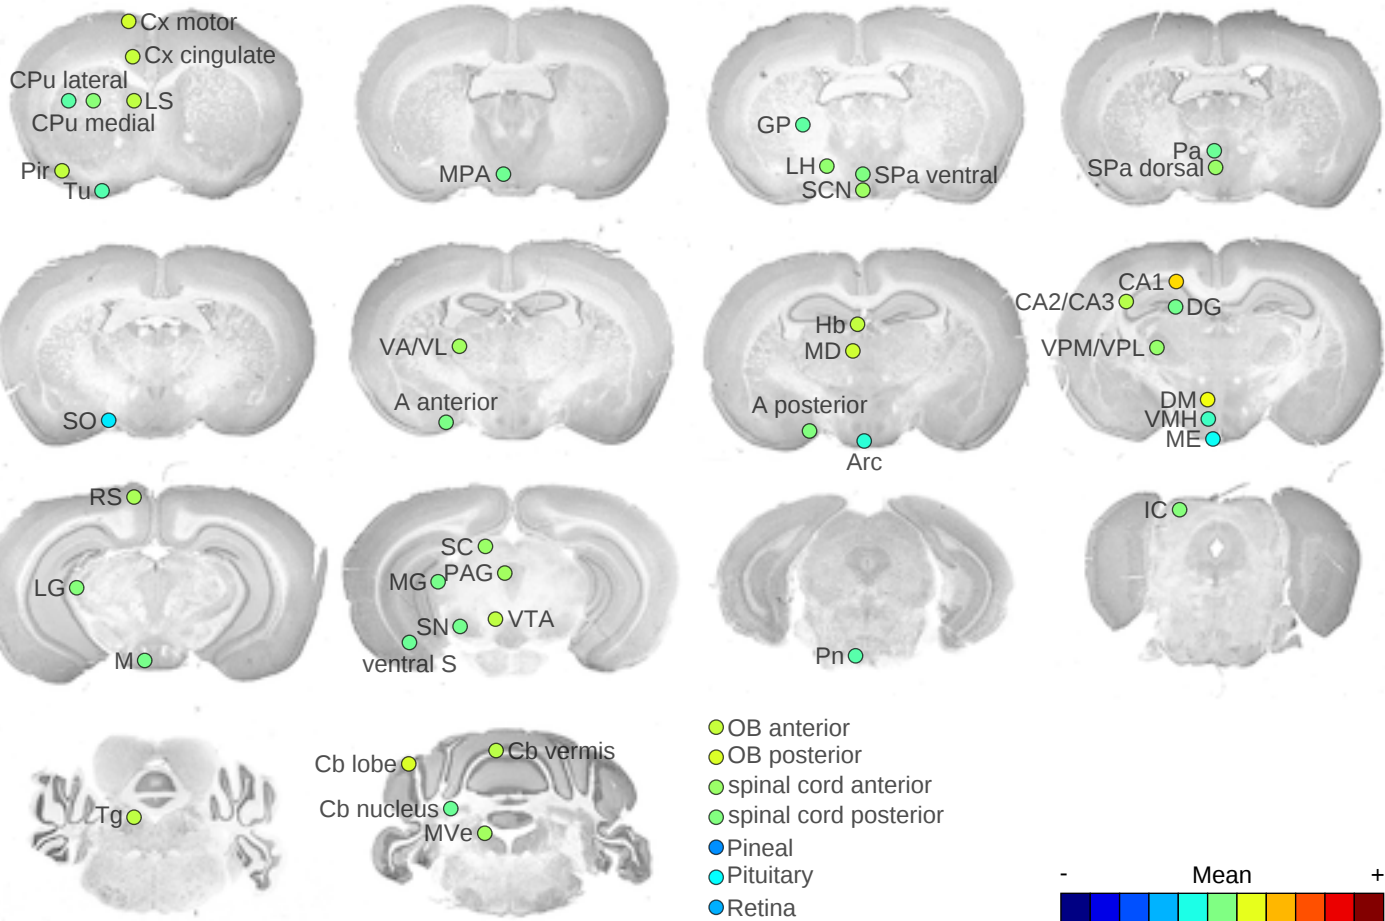 Cx motor
Cx cingulate
CPu lateral
LS
CPu medial
Pir
Tu
MPA
GP
LH
SPa ventral
SCN
Pa
SPa dorsal
SO
VA/VL
A anterior
Hb
MD
A posterior
Arc
CA1
CA2/CA3
DG
VPM/VPL
DM
VMH
ME
RS
LG
M
SC
MG
PAG
SN
VTA
ventral S
Pn
IC
Tg
Cb lobe
Cb vermis
Cb nucleus
MVe
OB anterior
OB posterior
spinal cord anterior
spinal cord posterior
Pineal
Pituitary
Retina
- Mean +